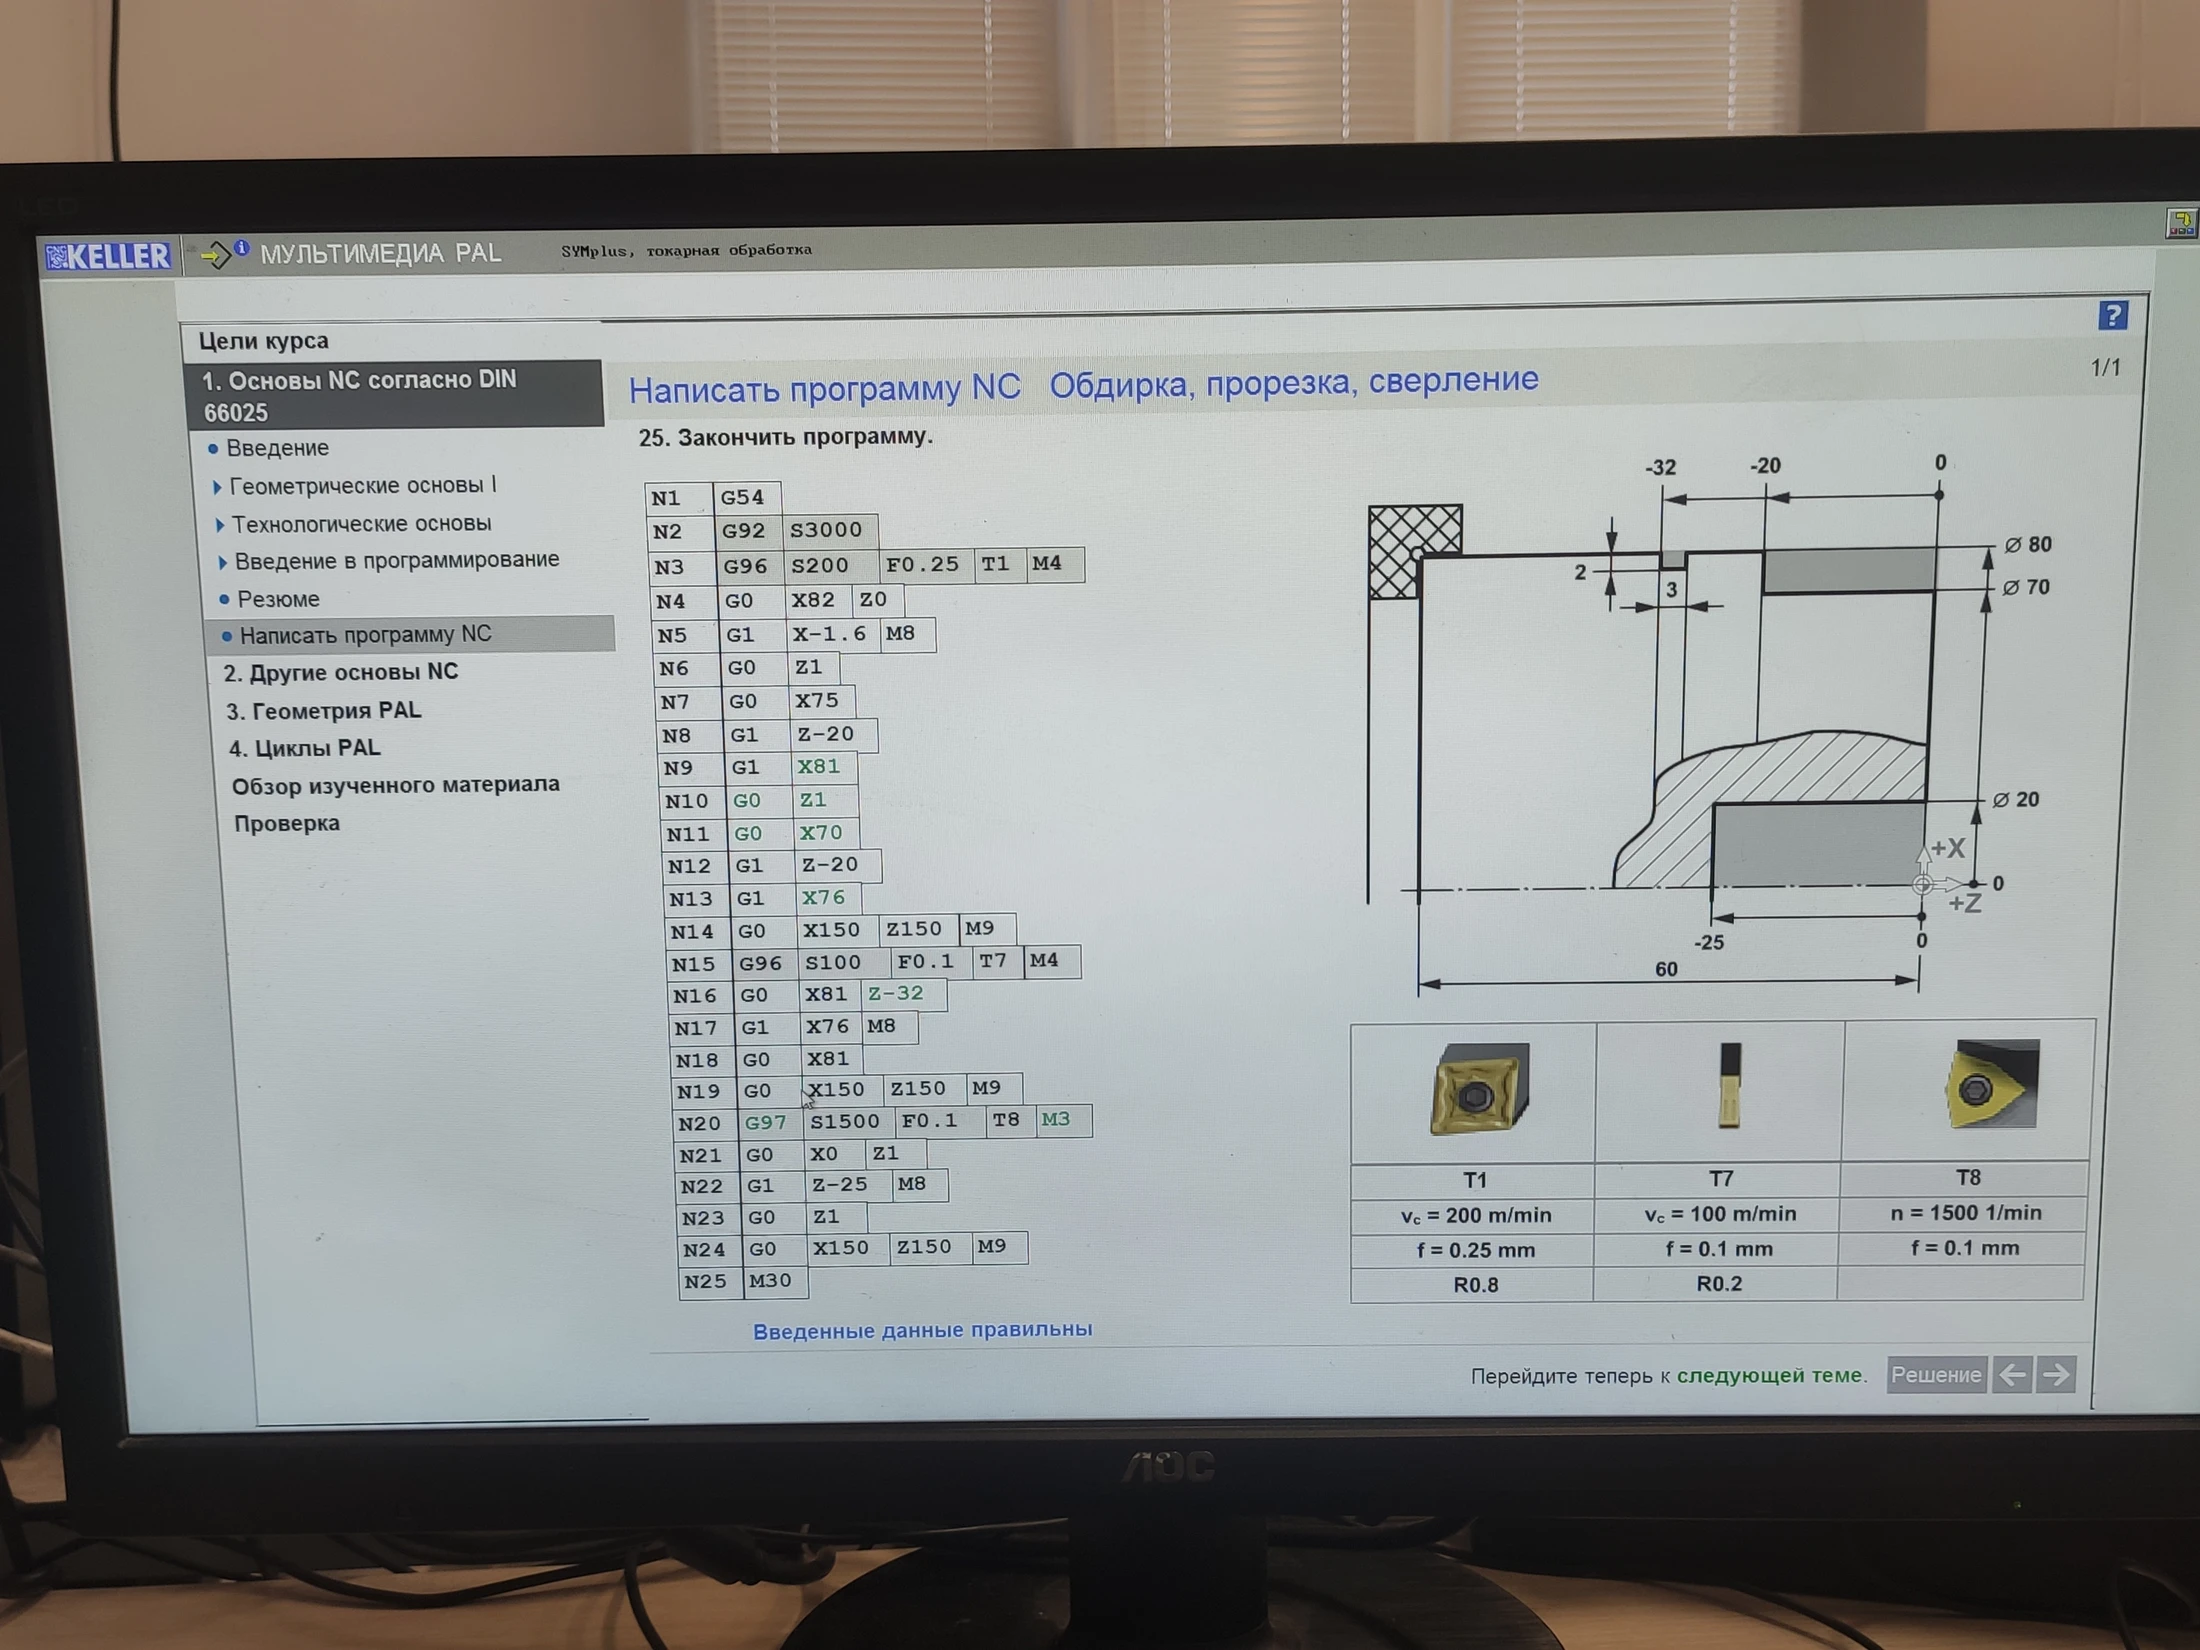 KELLER
МУЛЬТИМЕДИА PAL
SYMplus, токарная обработка
?
Цели курса
1. Основы NC согласно DIN
66025
Введение
Геометрические основы I
Технологические основы
Введение в программирование
Резюме
Написать программу NC
2. Другие основы NC
3. Геометрия PAL
4. Циклы PAL
Обзор изученного материала
Проверка
Написать программу NC Обдирка, прорезка, сверление
1/1
25. Закончить программу.
N1 G54
N2 G92 S3000
N3 G96 S200 F0.25 T1 M4
N4 G0 X82 Z0
N5 G1 X-1.6 M8
N6 G0 Z1
N7 G0 X75
N8 G1 Z-20
N9 G1 X81
N10 G0 Z1
N11 G0 X70
N12 G1 Z-20
N13 G1 X76
N14 G0 X150 Z150 M9
N15 G96 S100 F0.1 T7 M4
N16 G0 X81 Z-32
N17 G1 X76 M8
N18 G0 X81
N19 G0 X150 Z150 M9
N20 G97 S1500 F0.1 T8 M3
N21 G0 X0 Z1
N22 G1 Z-25 M8
N23 G0 Z1
N24 G0 X150 Z150 M9
N25 M30
Введенные данные правильны
-32 -20 0
Ø 80
2
3
Ø 70
Ø 20
+X
0
+Z
-25 0
60
T1 T7 T8
vc = 200 m/min vc = 100 m/min n = 1500 1/min
f = 0.25 mm f = 0.1 mm f = 0.1 mm
R0.8 R0.2
Перейдите теперь к следующей теме. Решение
AOC